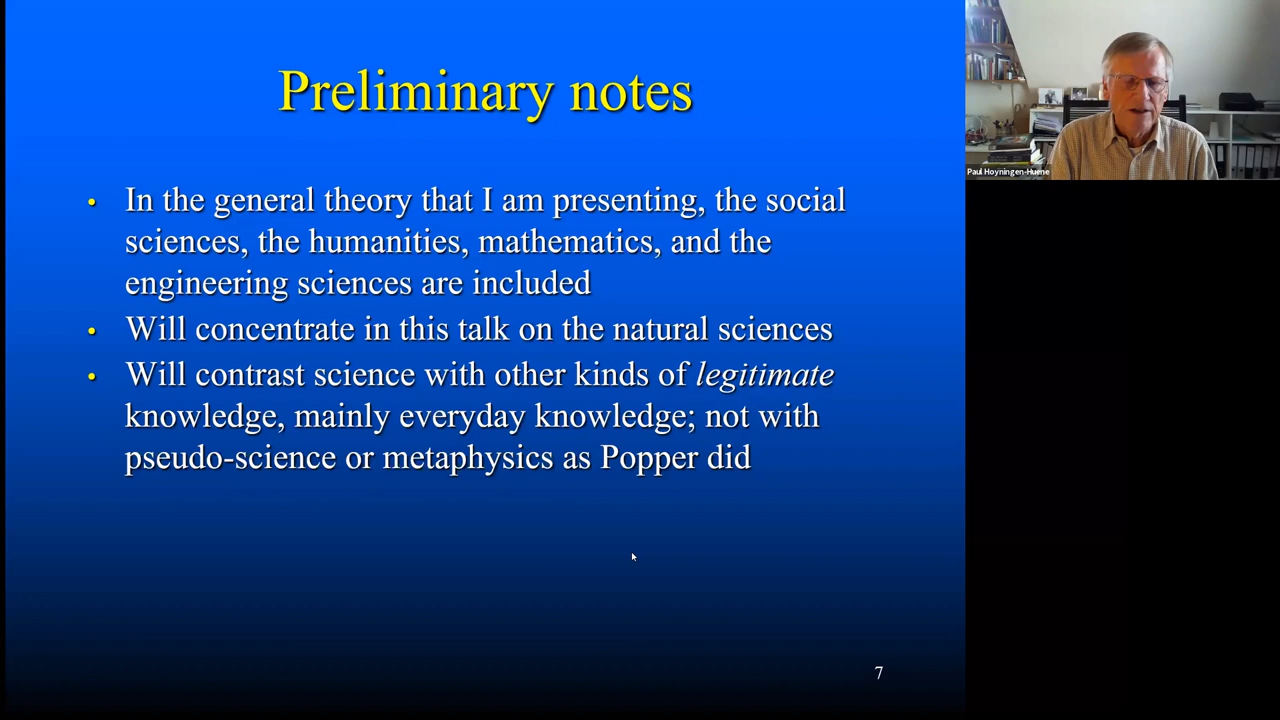 Preliminary notes
• In the general theory that I am presenting, the social
sciences, the humanities, mathematics, and the
engineering sciences are included
• Will concentrate in this talk on the natural sciences
• Will contrast science with other kinds of legitimate
knowledge, mainly everyday knowledge; not with
pseudo-science or metaphysics as Popper did
7
Paul Hoyningen-Huene